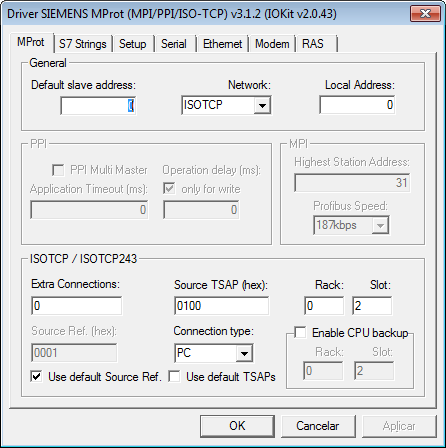 Driver SIEMENS MProt (MPI/PPI/ISO-TCP) v3.1.2 (IOKit v2.0.43)
MProt S7 Strings Setup Serial Ethernet Modem RAS
General
Default slave address: Network: Local Address:
0 ISOTCP 0
PPI
PPI Multi Master Operation delay (ms):
Application Timeout (ms): only for write
0 0
MPI
Highest Station Address:
31
Profibus Speed:
187kbps
ISOTCP / ISOTCP243
Extra Connections: Source TSAP (hex): Rack: Slot:
0 0100 0 2
Source Ref. (hex): Connection type: Enable CPU backup
0001 PC Rack: Slot:
0 2
Use default Source Ref. Use default TSAPs
OK Cancelar Aplicar